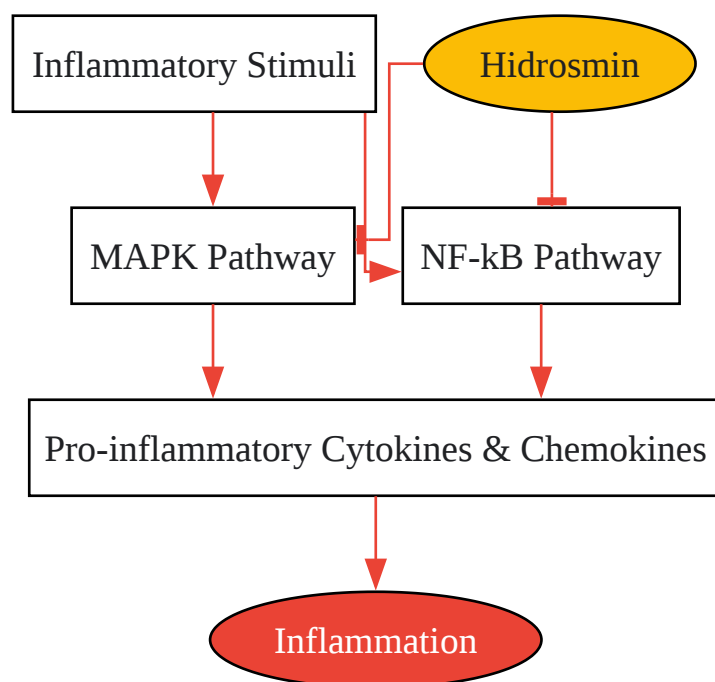 Inflammatory Stimuli
Hidrosmin
MAPK Pathway
NF-kB Pathway
Pro-inflammatory Cytokines & Chemokines
Inflammation